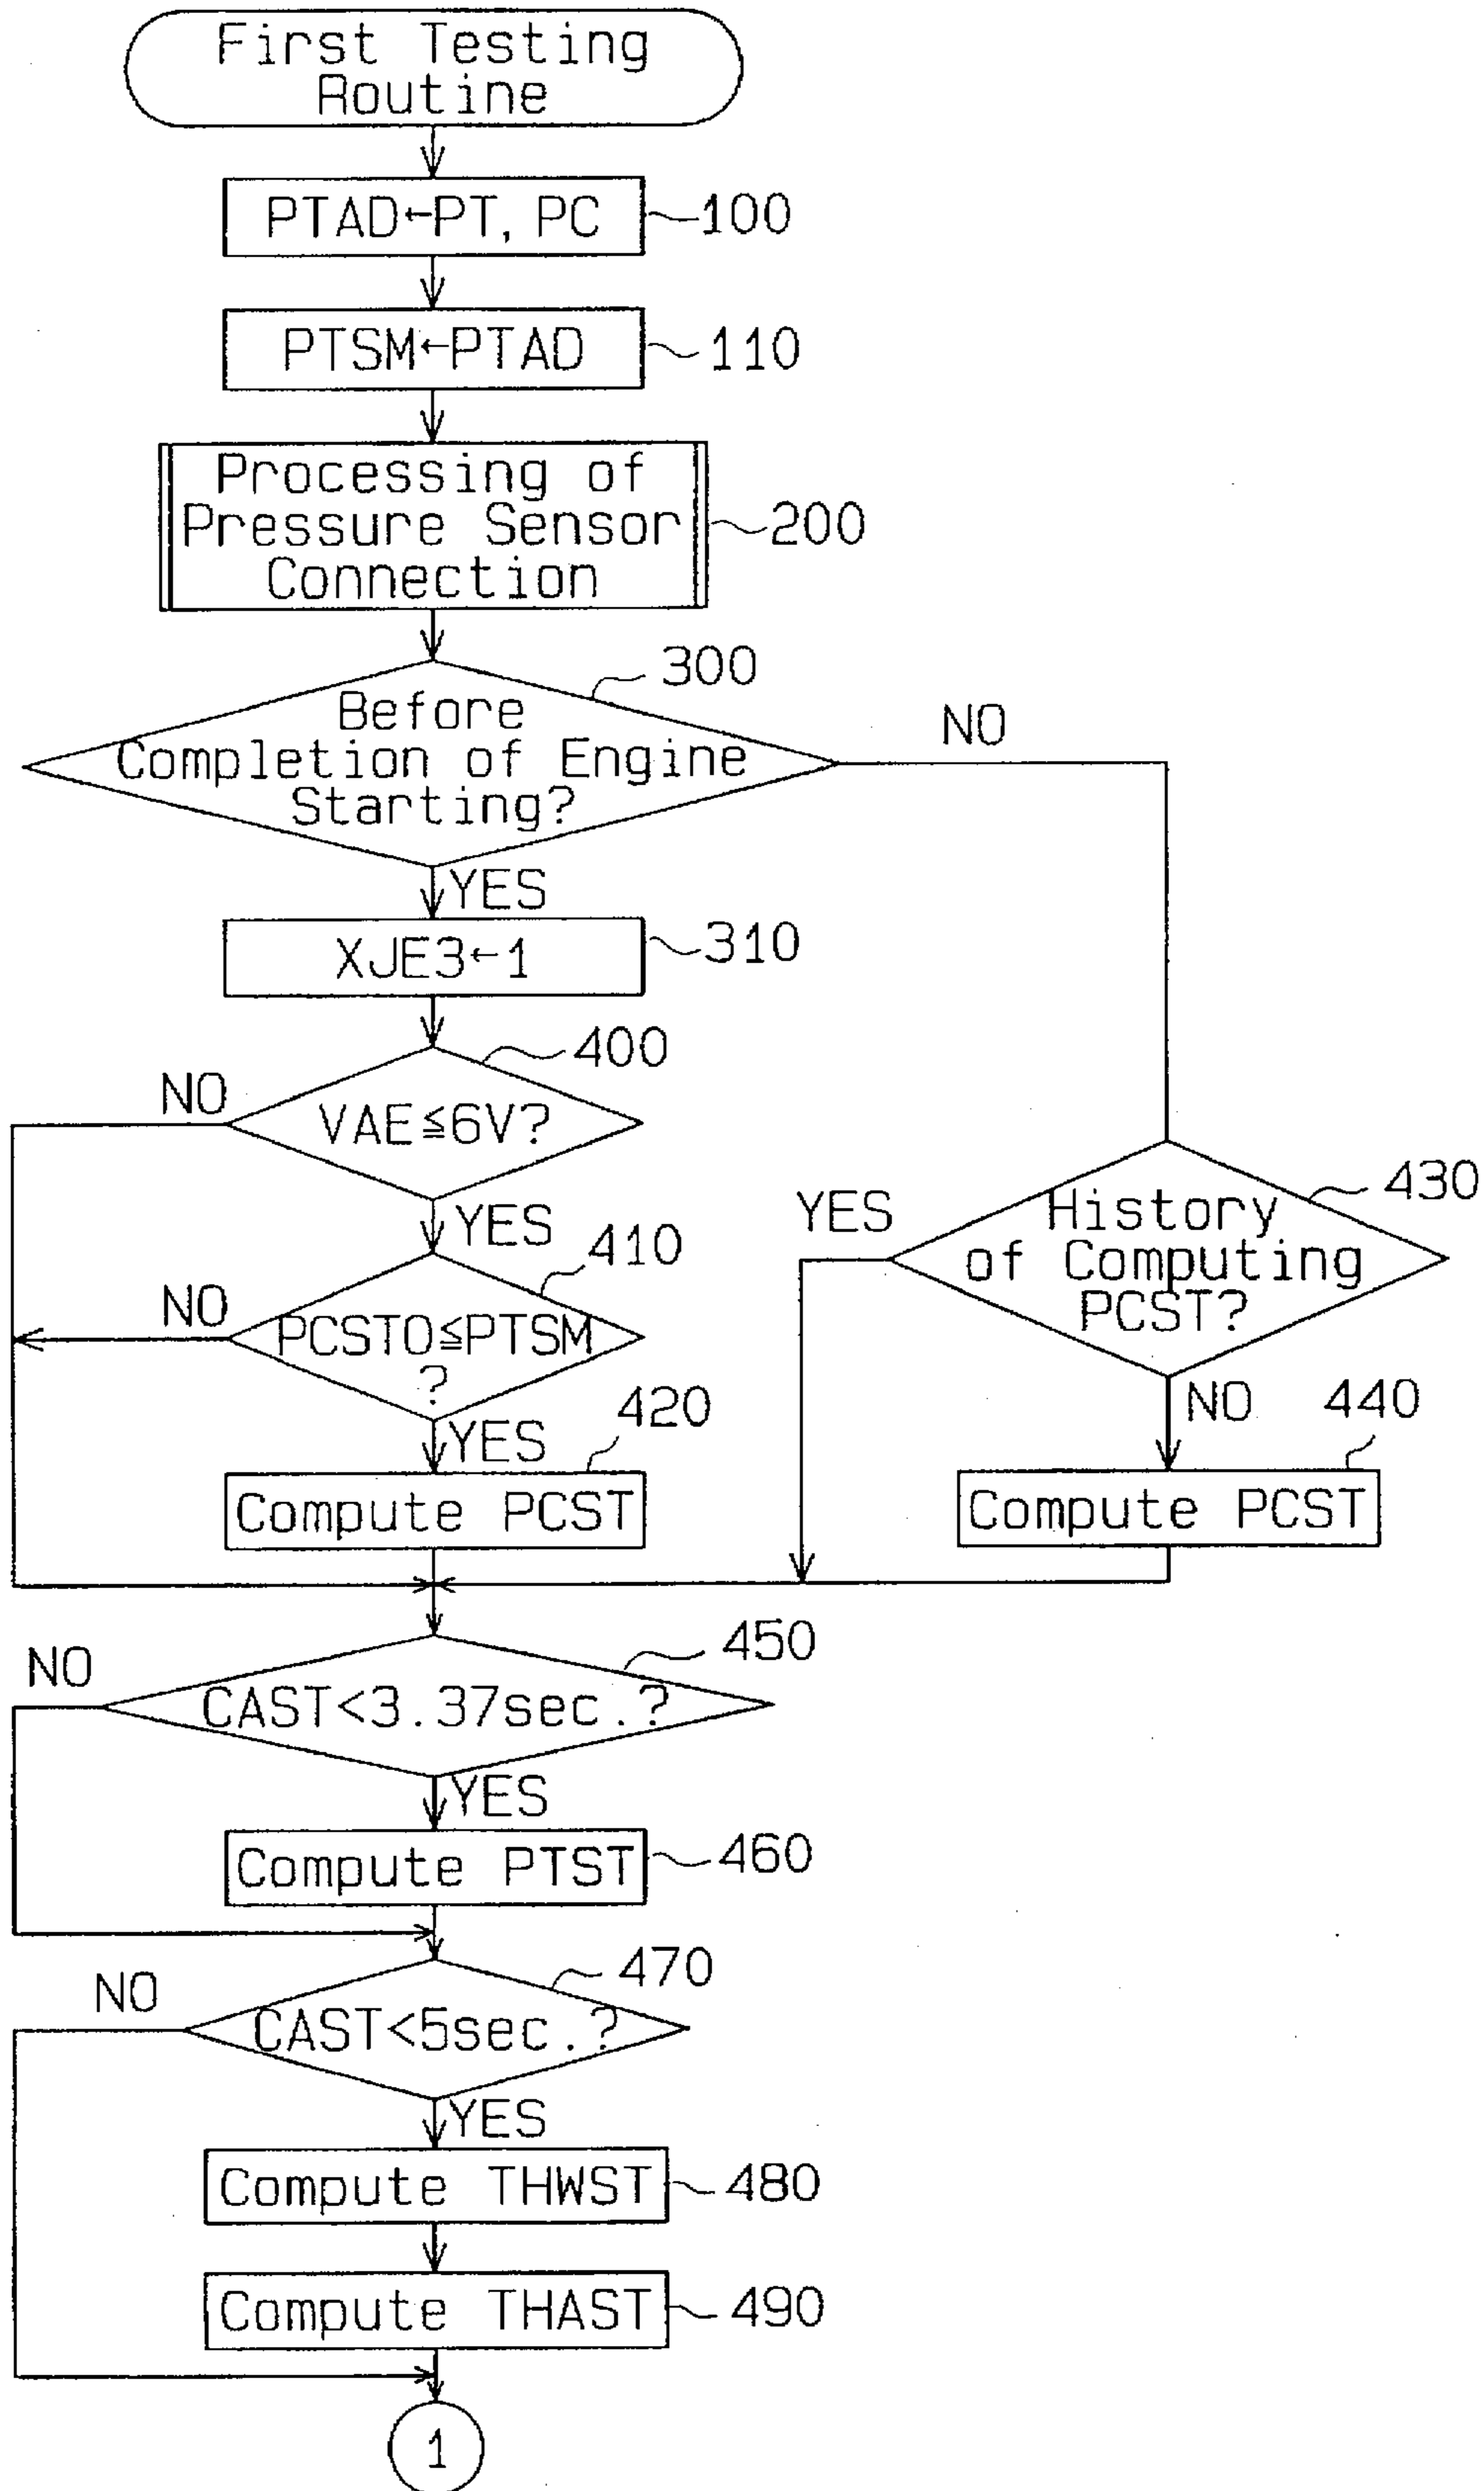 First Testing
Routine
PTAD←PT, PC
100
PTSM←PTAD
110
Processing of
Pressure Sensor
Connection
200
300
Before
Completion of Engine
Starting?
NO
YES
XJE3←1
310
400
NO
VAE≦6V?
YES
410
NO
PCST0≦PTSM
?
420
YES
Compute PCST
430
YES
History
of Computing
PCST?
NO
440
Compute PCST
450
NO
CAST<3.37sec.?
YES
Compute PTST
460
470
NO
CAST<5sec.?
YES
Compute THWST
480
Compute THAST
490
1